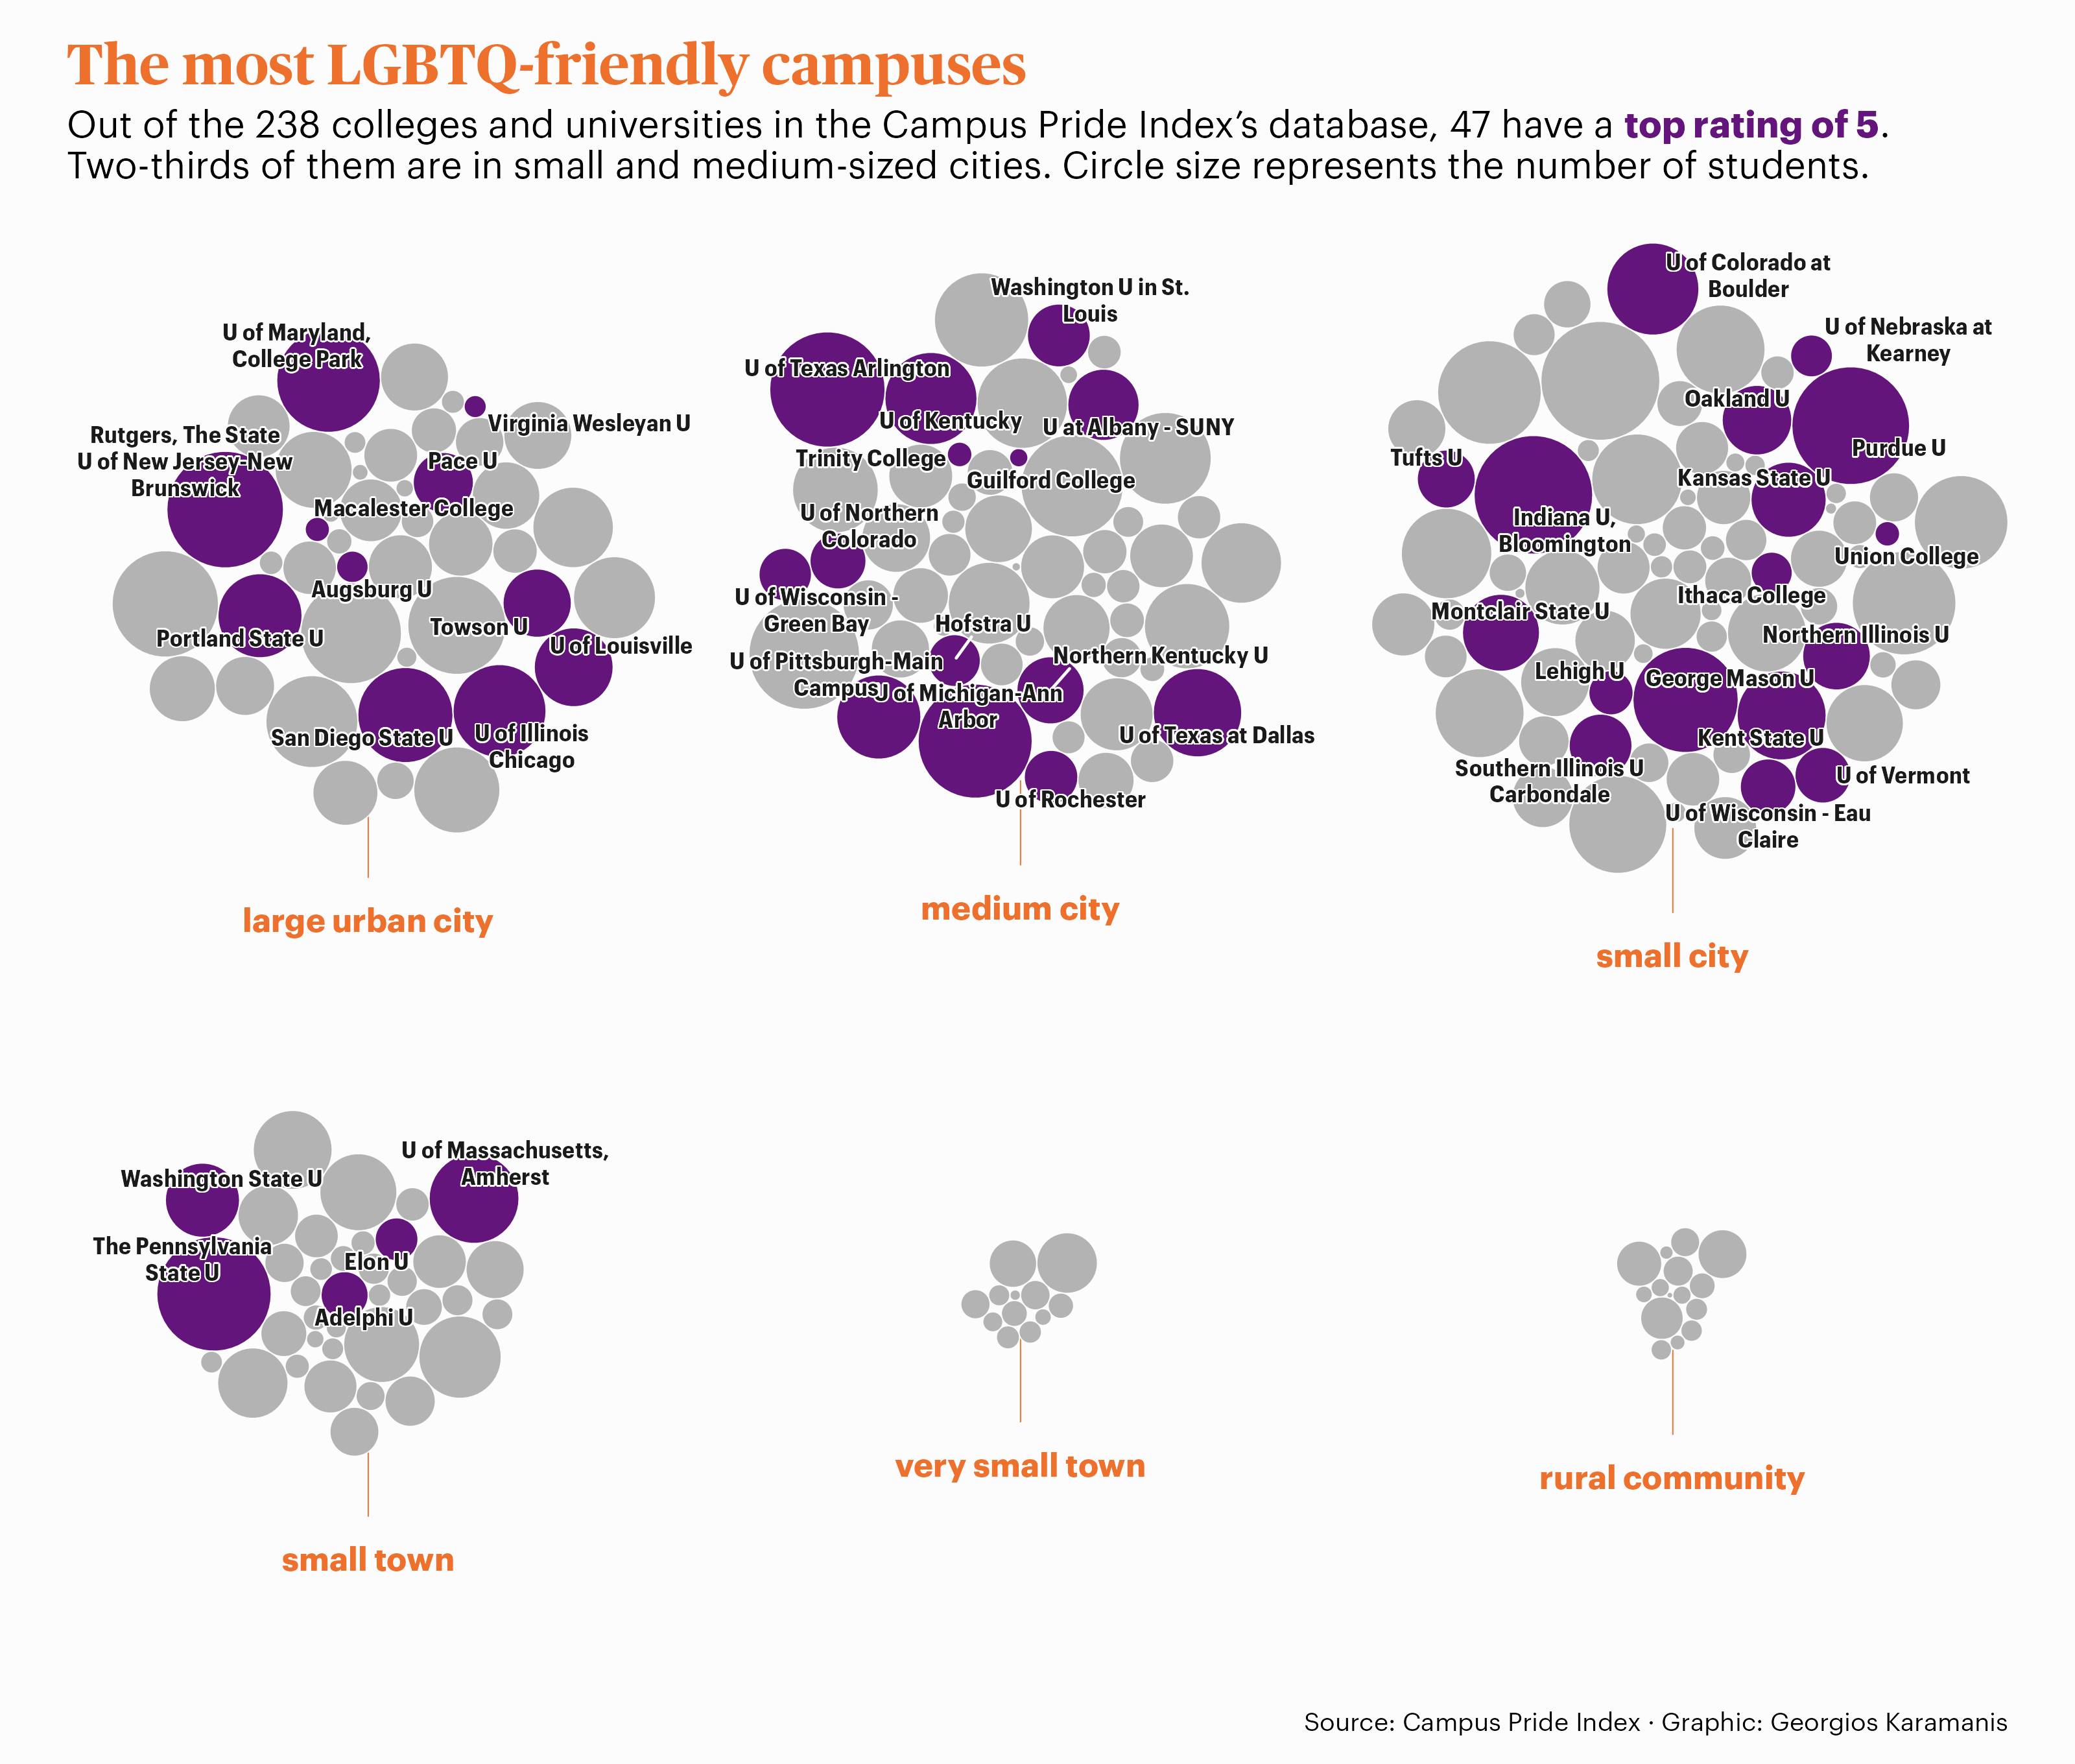 The most LGBTQ-friendly campuses
Out of the 238 colleges and universities in the Campus Pride Index’s database, 47 have a top rating of 5.
Two-thirds of them are in small and medium-sized cities. Circle size represents the number of students.
U of Maryland,
College Park
Virginia Wesleyan U
Rutgers, The State
U of New Jersey-New
Brunswick
Pace U
Macalester College
Augsburg U
Portland State U
Towson U
U of Louisville
San Diego State U
U of Illinois
Chicago
large urban city
Washington U in St.
Louis
U of Texas Arlington
U of Kentucky
U at Albany - SUNY
Trinity College
Guilford College
U of Northern
Colorado
U of Wisconsin -
Green Bay
Hofstra U
U of Pittsburgh-Main
Campus
Northern Kentucky U
U of Michigan-Ann
Arbor
U of Texas at Dallas
U of Rochester
medium city
U of Colorado at
Boulder
U of Nebraska at
Kearney
Oakland U
Purdue U
Tufts U
Kansas State U
Indiana U,
Bloomington
Union College
Ithaca College
Montclair State U
Northern Illinois U
Lehigh U
George Mason U
Kent State U
Southern Illinois U
Carbondale
U of Vermont
U of Wisconsin - Eau
Claire
small city
U of Massachusetts,
Amherst
Washington State U
The Pennsylvania
State U
Elon U
Adelphi U
small town
very small town
rural community
Source: Campus Pride Index · Graphic: Georgios Karamanis